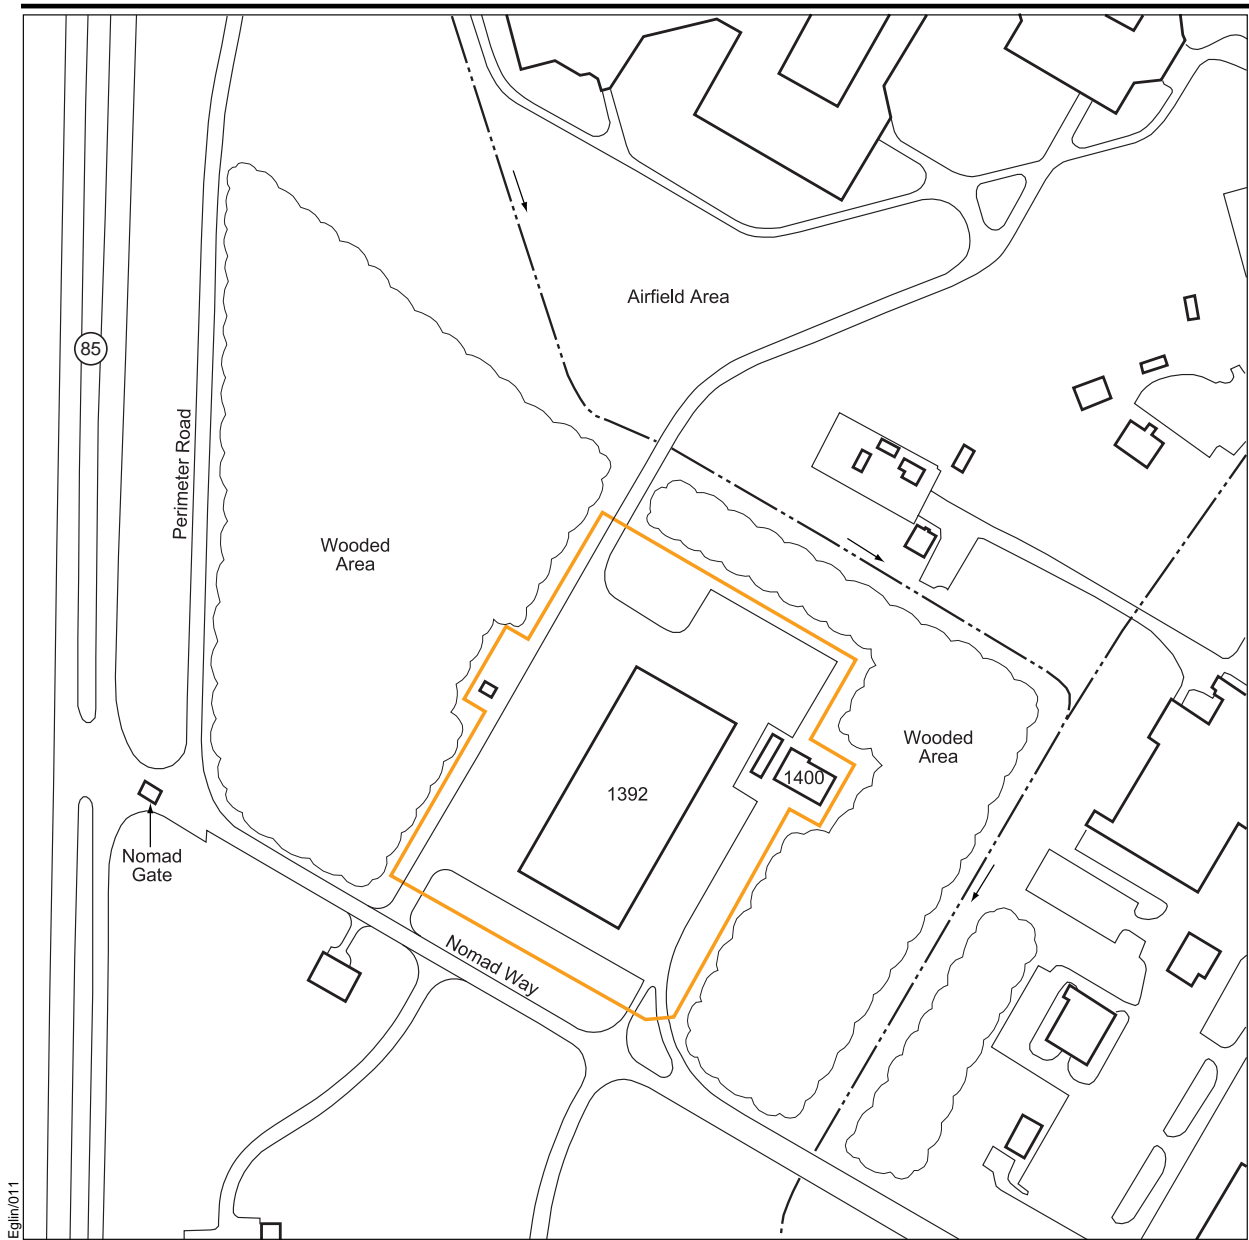 Airfield Area
85
Perimeter Road
Wooded
Area
Wooded
Area
1400
1392
Nomad
Gate
Nomad Way
Eglin/011